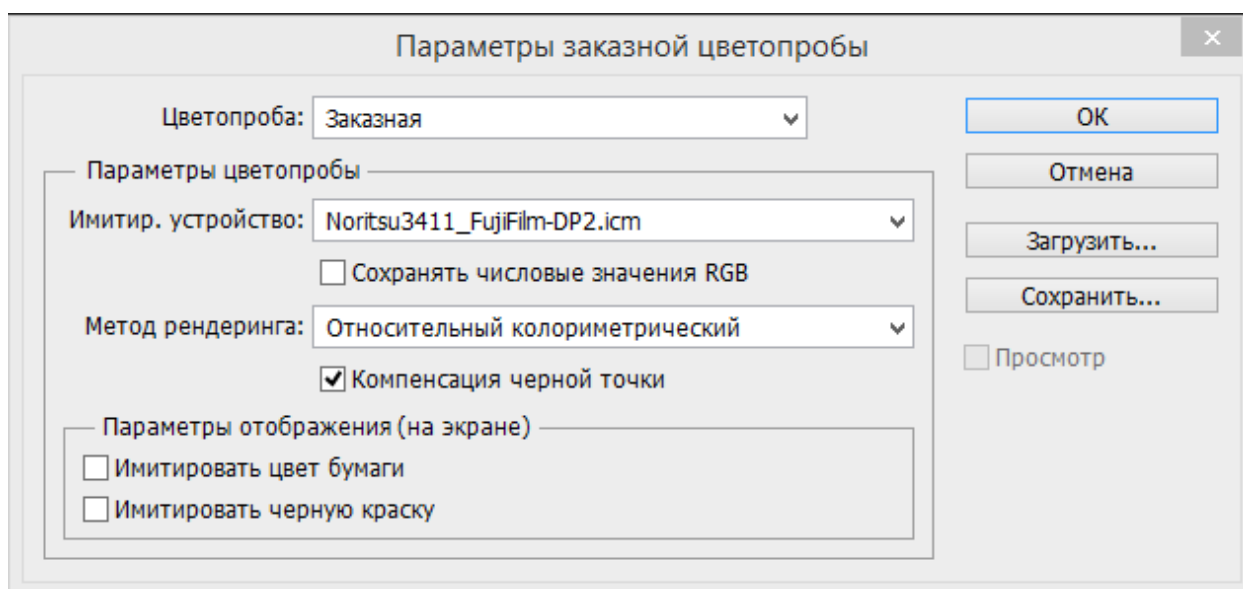 Параметры заказной цветопробы
Цветопроба: Заказная
OK
Параметры цветопробы
Отмена
Имитир. устройство: Noritsu3411_FujiFilm-DP2.icm
Загрузить...
Сохранять числовые значения RGB
Сохранить...
Метод рендеринга: Относительный колориметрический
Просмотр
Компенсация черной точки
Параметры отображения (на экране)
Имитировать цвет бумаги
Имитировать черную краску